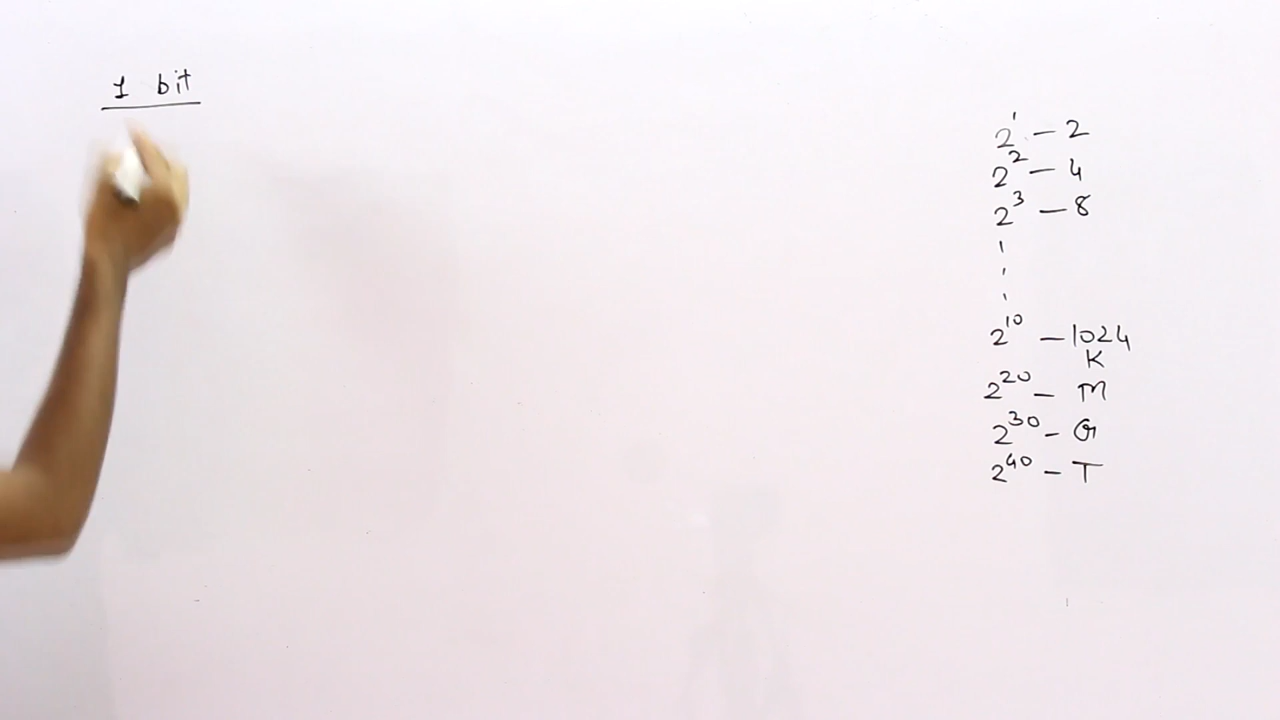 1 bit
2¹ — 2
2² — 4
2³ — 8
2¹⁰ — 1024
K
2²⁰ — M
2³⁰ — G
2⁴⁰ — T